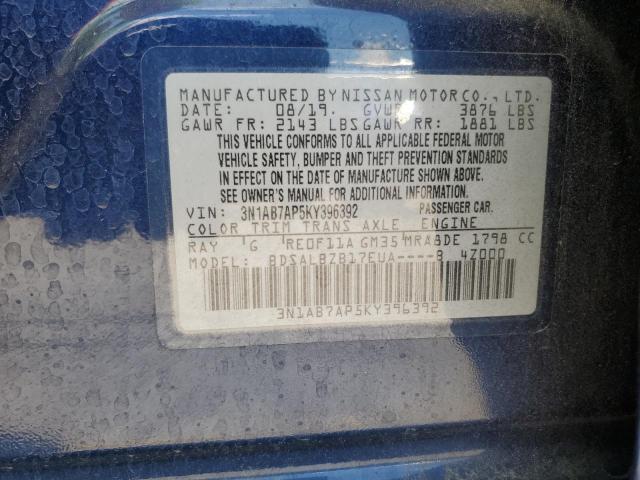 MANUFACTURED BY NISSAN MOTOR CO., LTD.
DATE: 08/19. GVWR 3876 LBS
GAWR FR: 2143 LBS GAWR RR: 1881 LBS
THIS VEHICLE CONFORMS TO ALL APPLICABLE FEDERAL MOTOR
VEHICLE SAFETY, BUMPER AND THEFT PREVENTION STANDARDS
IN EFFECT ON THE DATE OF MANUFACTURE SHOWN ABOVE.
SEE OWNER'S MANUAL FOR ADDITIONAL INFORMATION.
VIN: 3N1AB7AP5KY396392 PASSENGER CAR.
COLOR TRIM TRANS AXLE ENGINE
RAY G RE0F11A GM35 MRA8DE 1798 CC
MODEL: BDSALBZB17EUA----B 4Z000
3N1AB7AP5KY396392